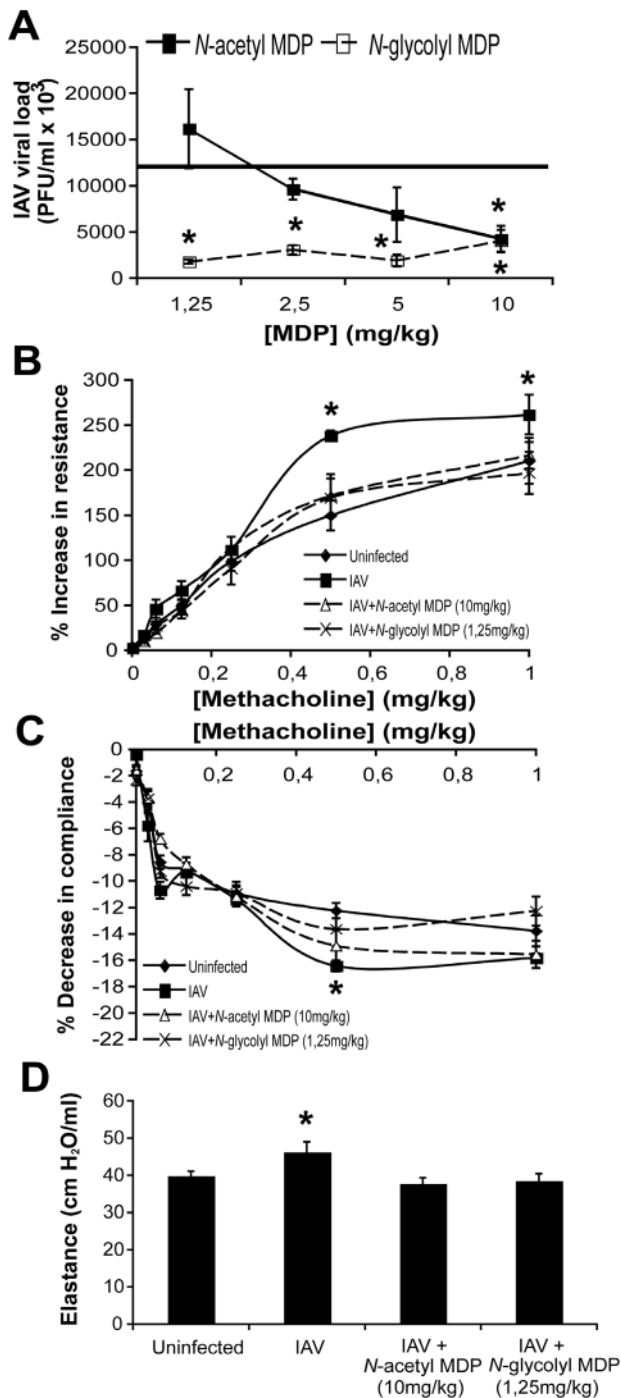 A
N-acetyl MDP N-glycolyl MDP
IAV viral load
(PFU/ml x 10³)
25000
20000
15000
10000
5000
0
* * * * *
1,25 2,5 5 10
[MDP] (mg/kg)
B
% Increase in resistance
300
250
200
150
100
50
0
* *
Uninfected
IAV
IAV+N-acetyl MDP (10mg/kg)
IAV+N-glycolyl MDP (1,25mg/kg)
0 0,2 0,4 0,6 0,8 1
[Methacholine] (mg/kg)
C
[Methacholine] (mg/kg)
0,2 0,4 0,6 0,8 1
% Decrease in compliance
0
-2
-4
-6
-8
-10
-12
-14
-16
-18
-20
-22
*
Uninfected
IAV
IAV+N-acetyl MDP (10mg/kg)
IAV+N-glycolyl MDP (1,25mg/kg)
D
Elastance (cm H₂O/ml)
60
50
40
30
20
10
0
*
Uninfected IAV IAV + IAV +
N-acetyl MDP N-glycolyl MDP
(10mg/kg) (1,25mg/kg)